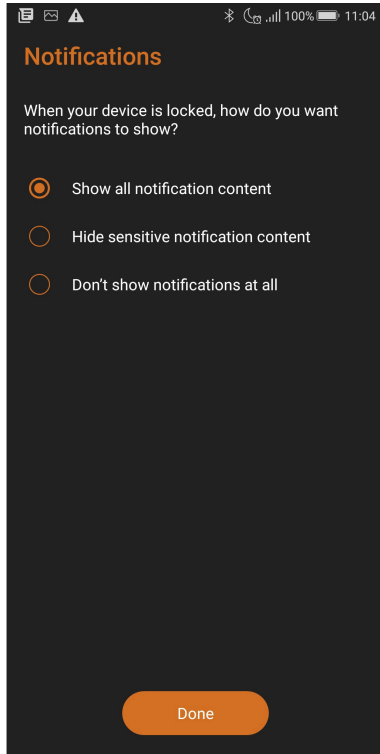 100% 11:04
Notifications
When your device is locked, how do you want
notifications to show?
Show all notification content
Hide sensitive notification content
Don't show notifications at all
Done